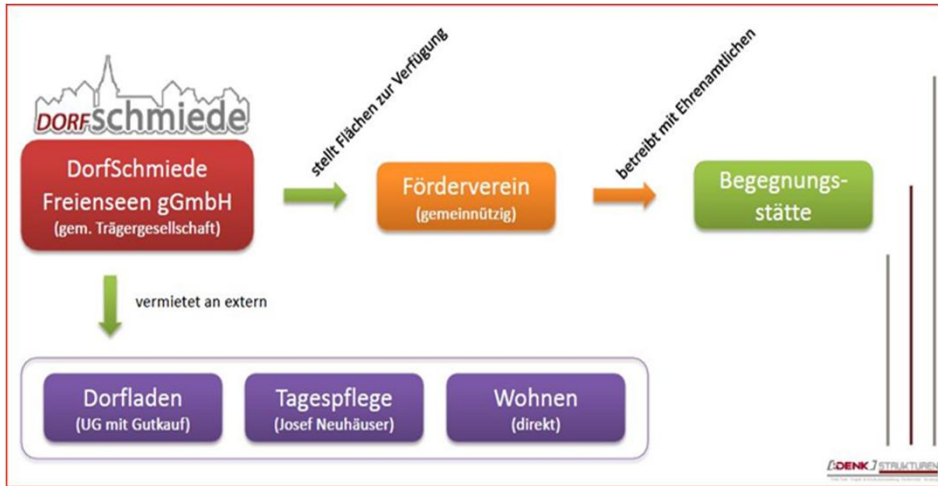 DORFschmiede
DorfSchmiede
Freienseen gGmbH
(gem. Trägergesellschaft)
stellt Flächen zur Verfügung
Förderverein
(gemeinnützig)
betreibt mit Ehrenamtlichen
Begegnungs-
stätte
vermietet an extern
Dorfladen
(UG mit Gutkauf)
Tagespflege
(Josef Neuhäuser)
Wohnen
(direkt)
DENK STRUKTUREN